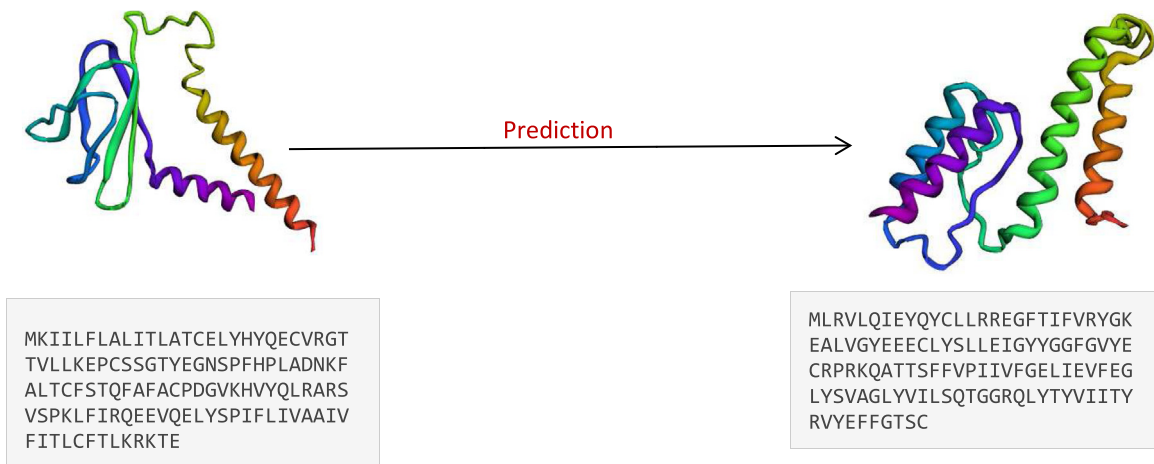 Prediction
MKIILFLALITLATCELYHYQECVRGT
TVLLKEPCSSGTYEGNSPFHPLADNKF
ALTCFSTQFAFACPDGVKHVYQLRARS
VSPKLFIRQEEVQELYSPIFLIVAAIV
FITLCFTLKRKTE
MLRVLQIEYQYCLLRREGFTIFVRYGK
EALVGYEEECLYSLLEIGYYGGFGVYE
CRPRKQATTSFFVPIIVFGELIEVFEG
LYSVAGLYVILSQTGGRQLYTYVIITY
RVYEFFGTSC